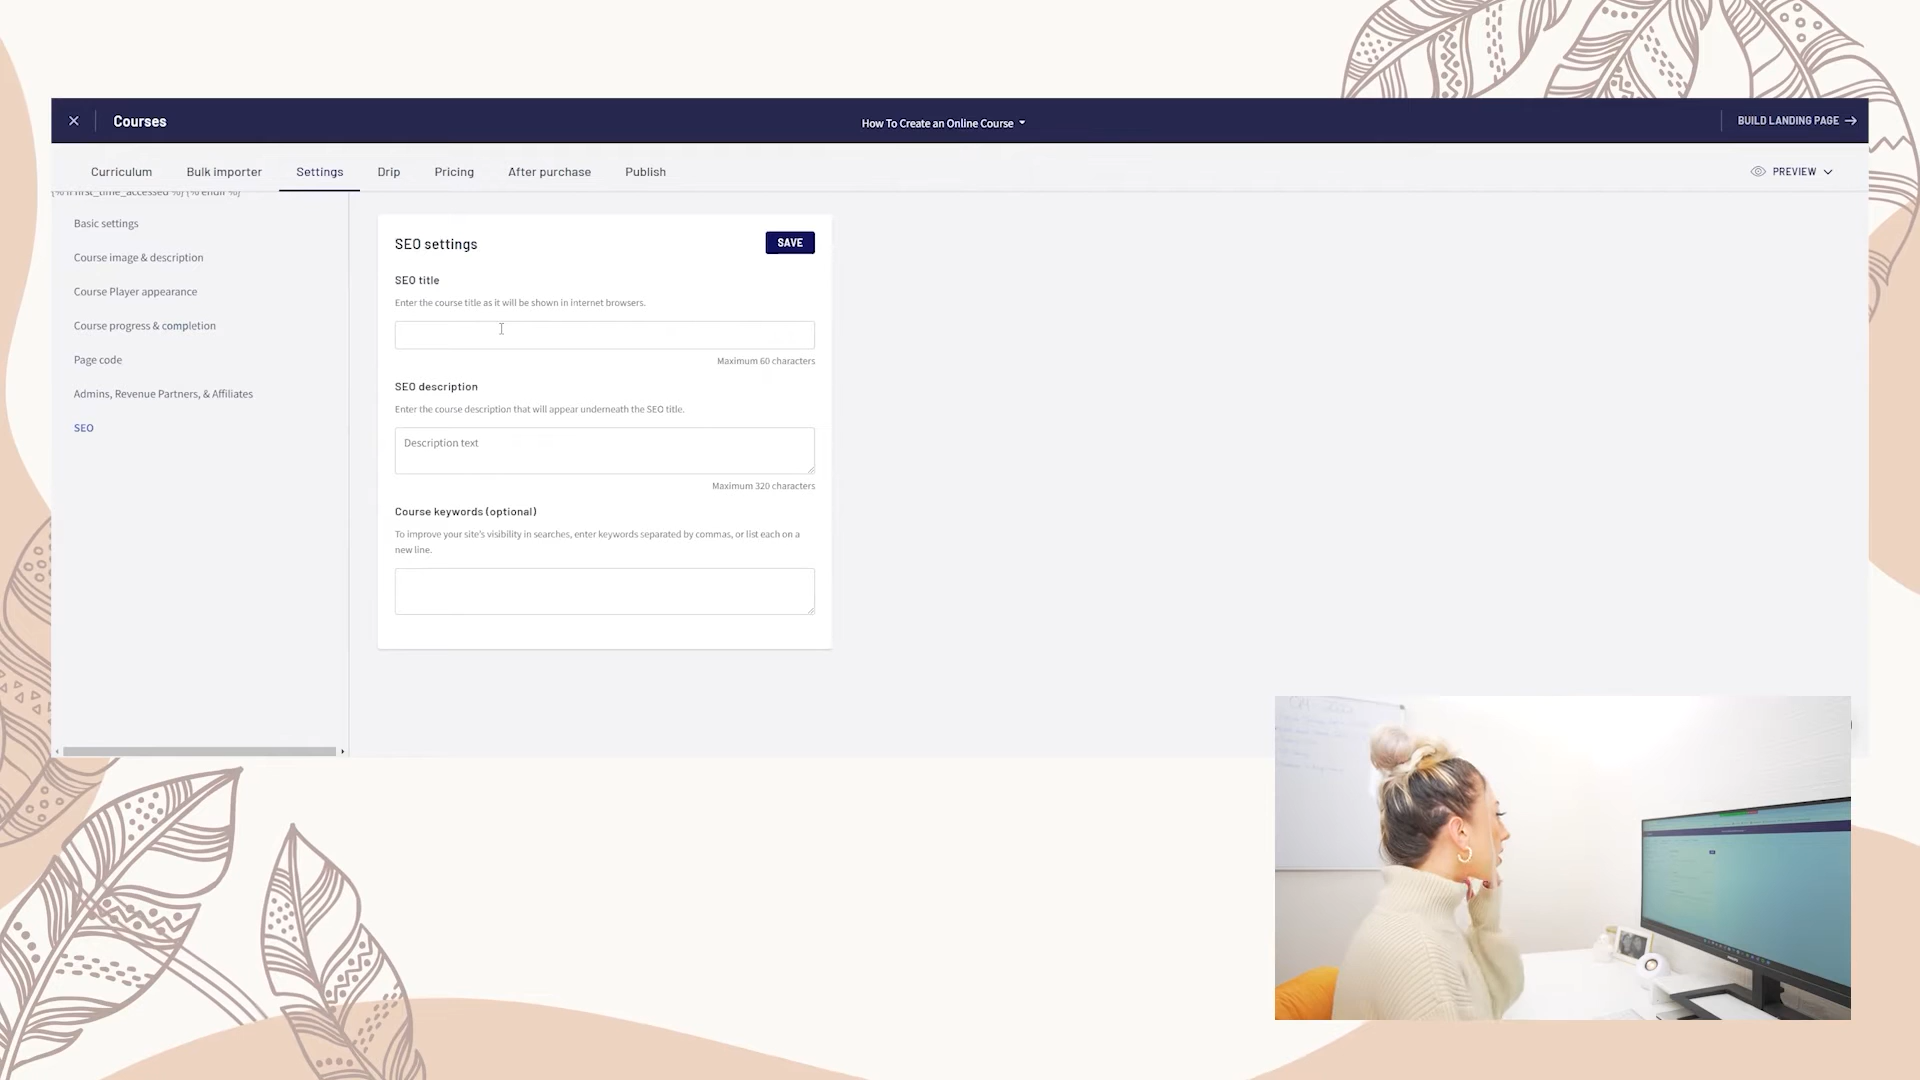 Courses
How To Create an Online Course
BUILD LANDING PAGE
Curriculum
Bulk importer
Settings
Drip
Pricing
After purchase
Publish
PREVIEW
Basic settings
Course image & description
Course Player appearance
Course progress & completion
Page code
Admins, Revenue Partners, & Affiliates
SEO
SEO settings
SAVE
SEO title
Enter the course title as it will be shown in internet browsers.
Maximum 60 characters
SEO description
Enter the course description that will appear underneath the SEO title.
Description text
Maximum 320 characters
Course keywords (optional)
To improve your site's visibility in searches, enter keywords separated by commas, or list each on a
new line.